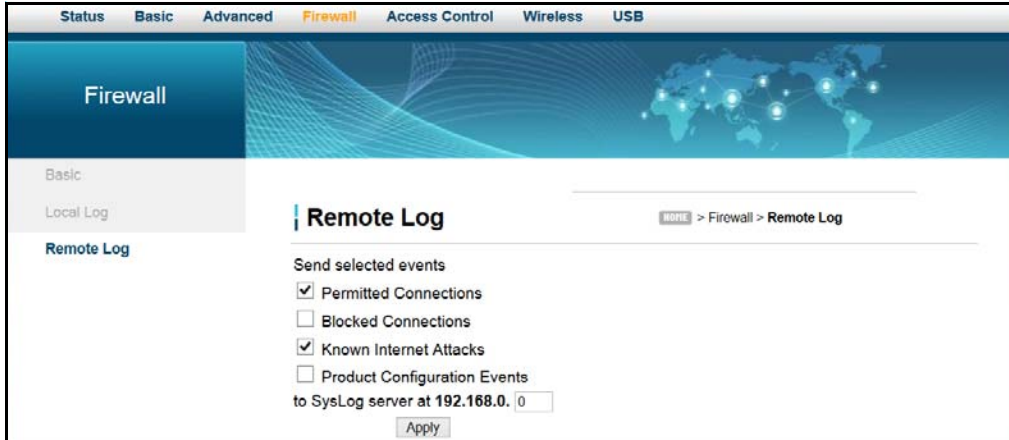 Status Basic Advanced Firewall Access Control Wireless USB
Firewall
Basic
Local Log
Remote Log
Remote Log
HOME > Firewall > Remote Log
Send selected events
Permitted Connections
Blocked Connections
Known Internet Attacks
Product Configuration Events
to SysLog server at 192.168.0. 0
Apply